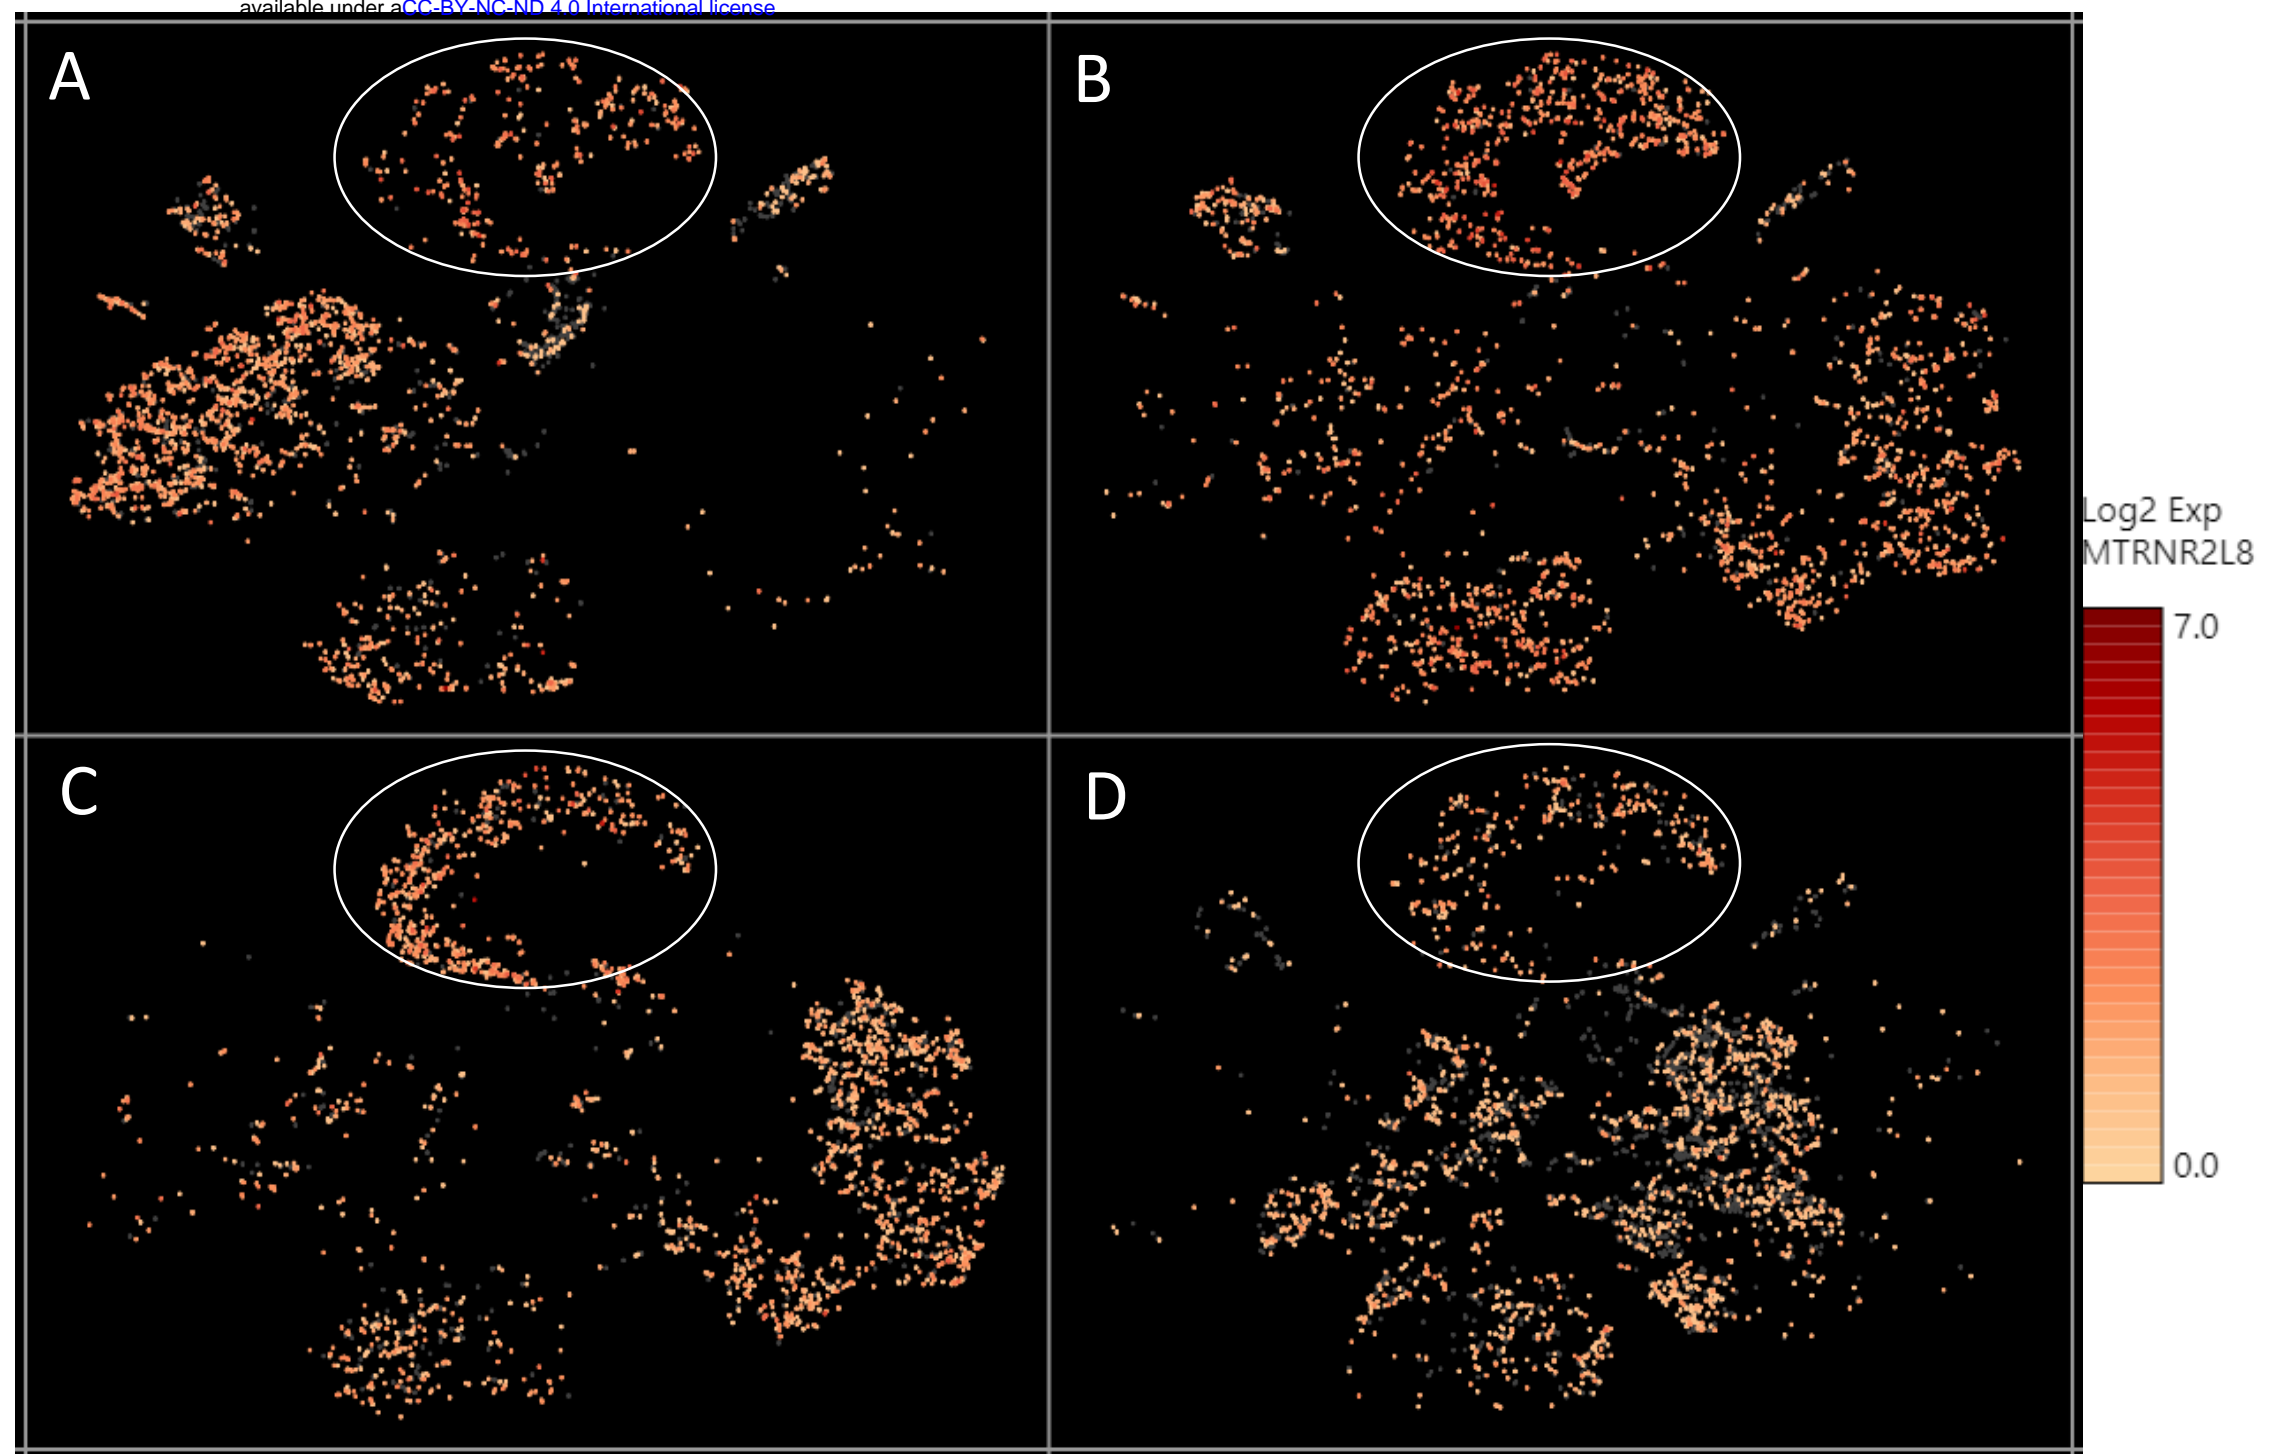 available under aCC-BY-NC-ND 4.0 International license
A
B
C
D
Log2 Exp
MTRNR2L8
7.0
0.0